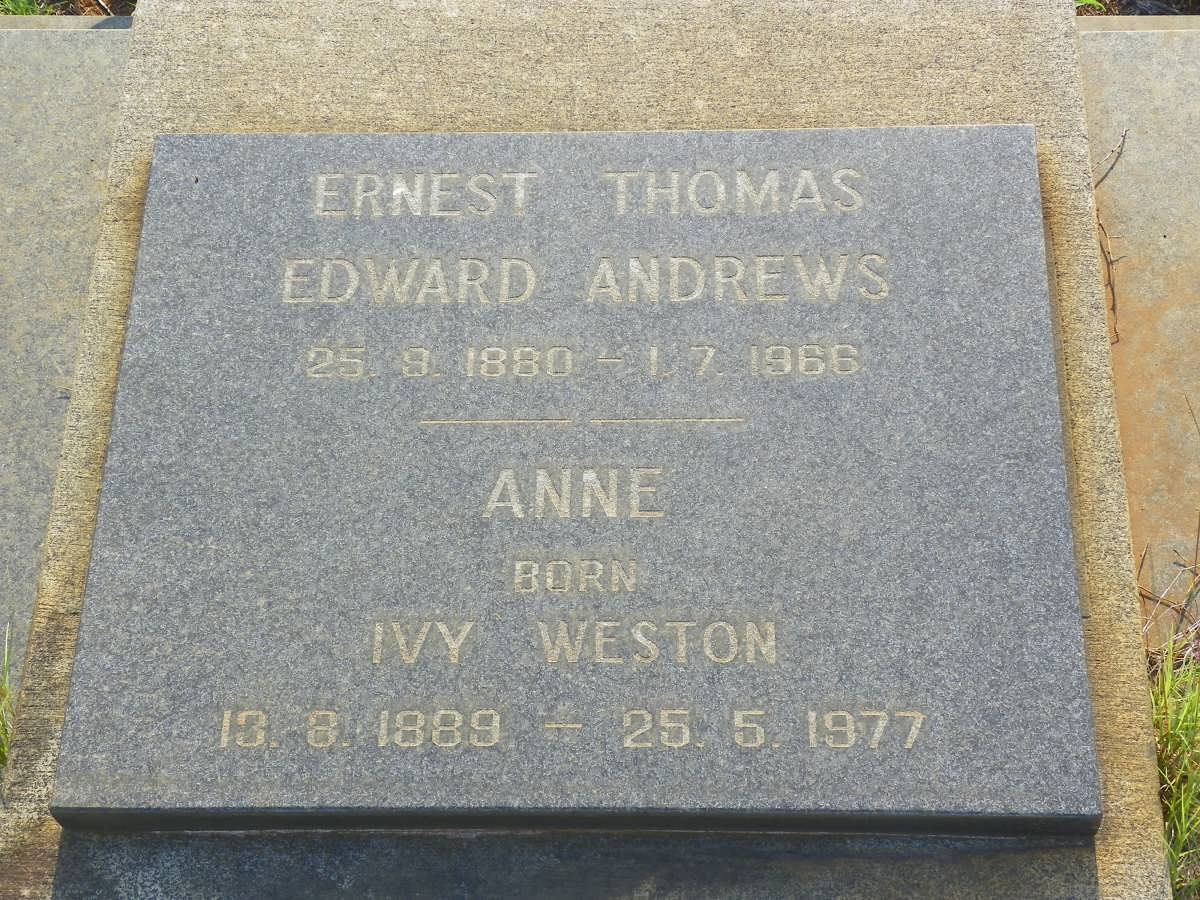 ERNEST THOMAS
EDWARD ANDREWS
25. 9. 1880 – 1. 7. 1966
ANNE
BORN
IVY WESTON
13. 8. 1889 – 25. 5. 1977